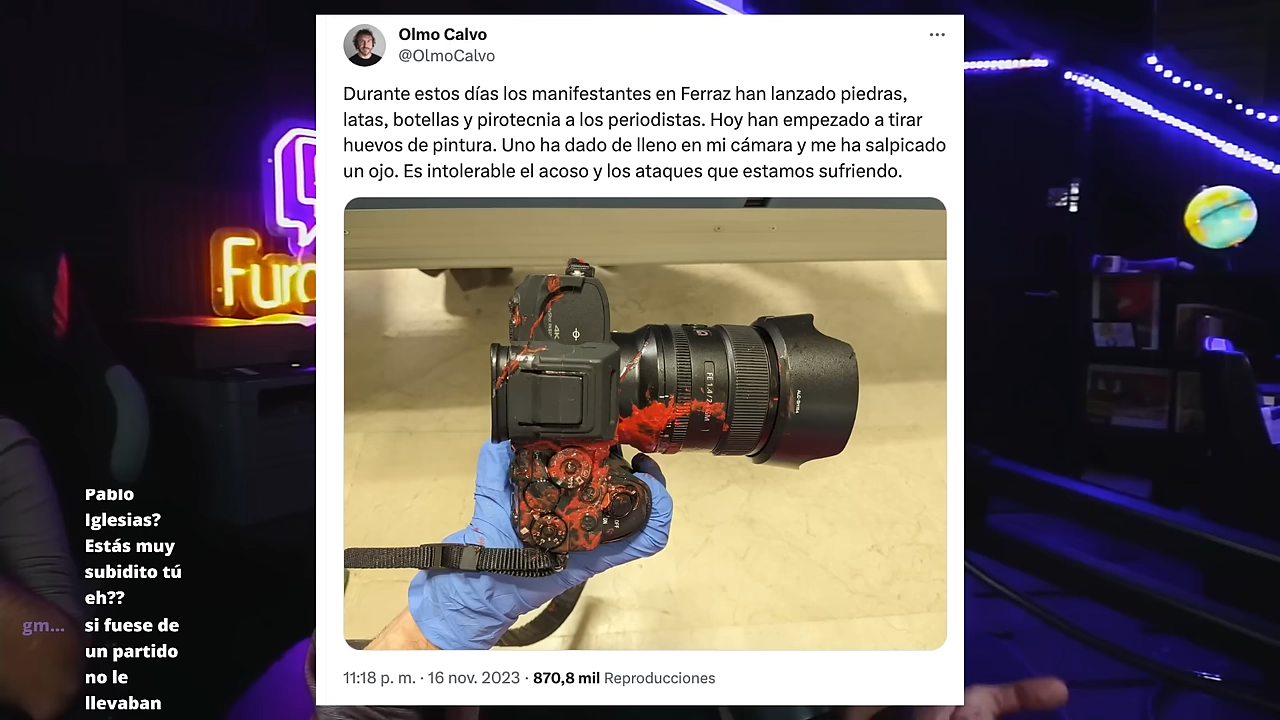 Olmo Calvo
@OlmoCalvo
Durante estos días los manifestantes en Ferraz han lanzado piedras,
latas, botellas y pirotecnia a los periodistas. Hoy han empezado a tirar
huevos de pintura. Uno ha dado de lleno en mi cámara y me ha salpicado
un ojo. Es intolerable el acoso y los ataques que estamos sufriendo.
4K
OFF
11:18 p. m. · 16 nov. 2023 · 870,8 mil Reproducciones
Pablo
Iglesias?
Estás muy
subidito tú
eh??
gm... si fuese de
un partido
no le
llevaban